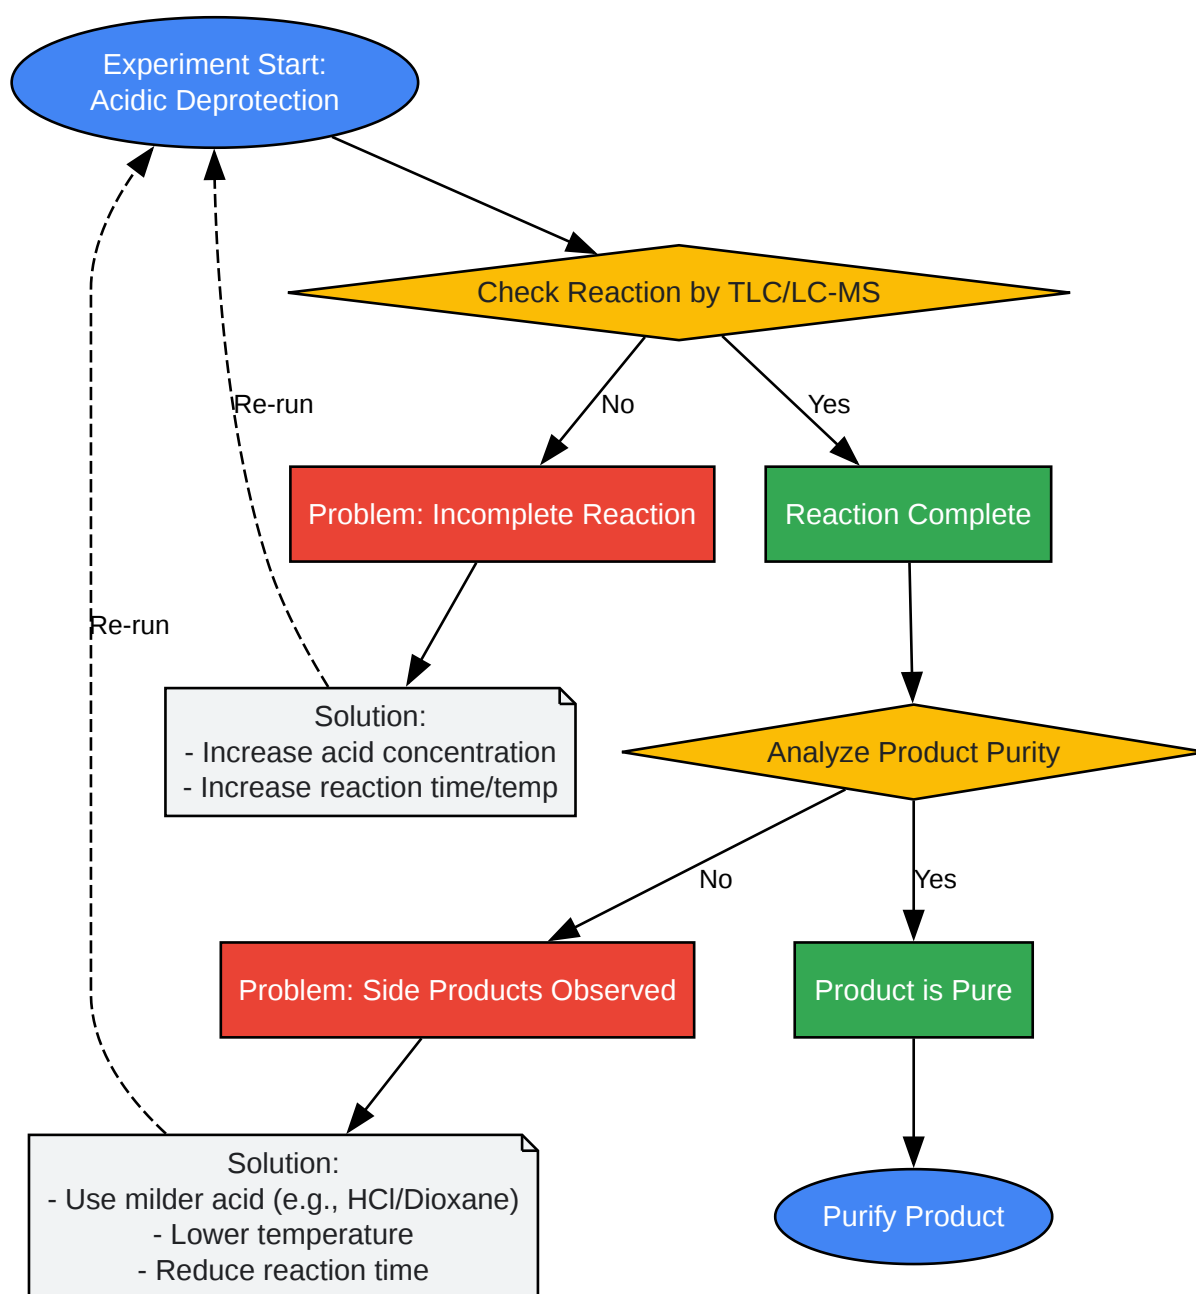 Experiment Start:
Acidic Deprotection
Check Reaction by TLC/LC-MS
Re-run
No
Yes
Problem: Incomplete Reaction
Reaction Complete
Re-run
Solution:
- Increase acid concentration
- Increase reaction time/temp
Analyze Product Purity
No
Yes
Problem: Side Products Observed
Product is Pure
Solution:
- Use milder acid (e.g., HCl/Dioxane)
- Lower temperature
- Reduce reaction time
Purify Product